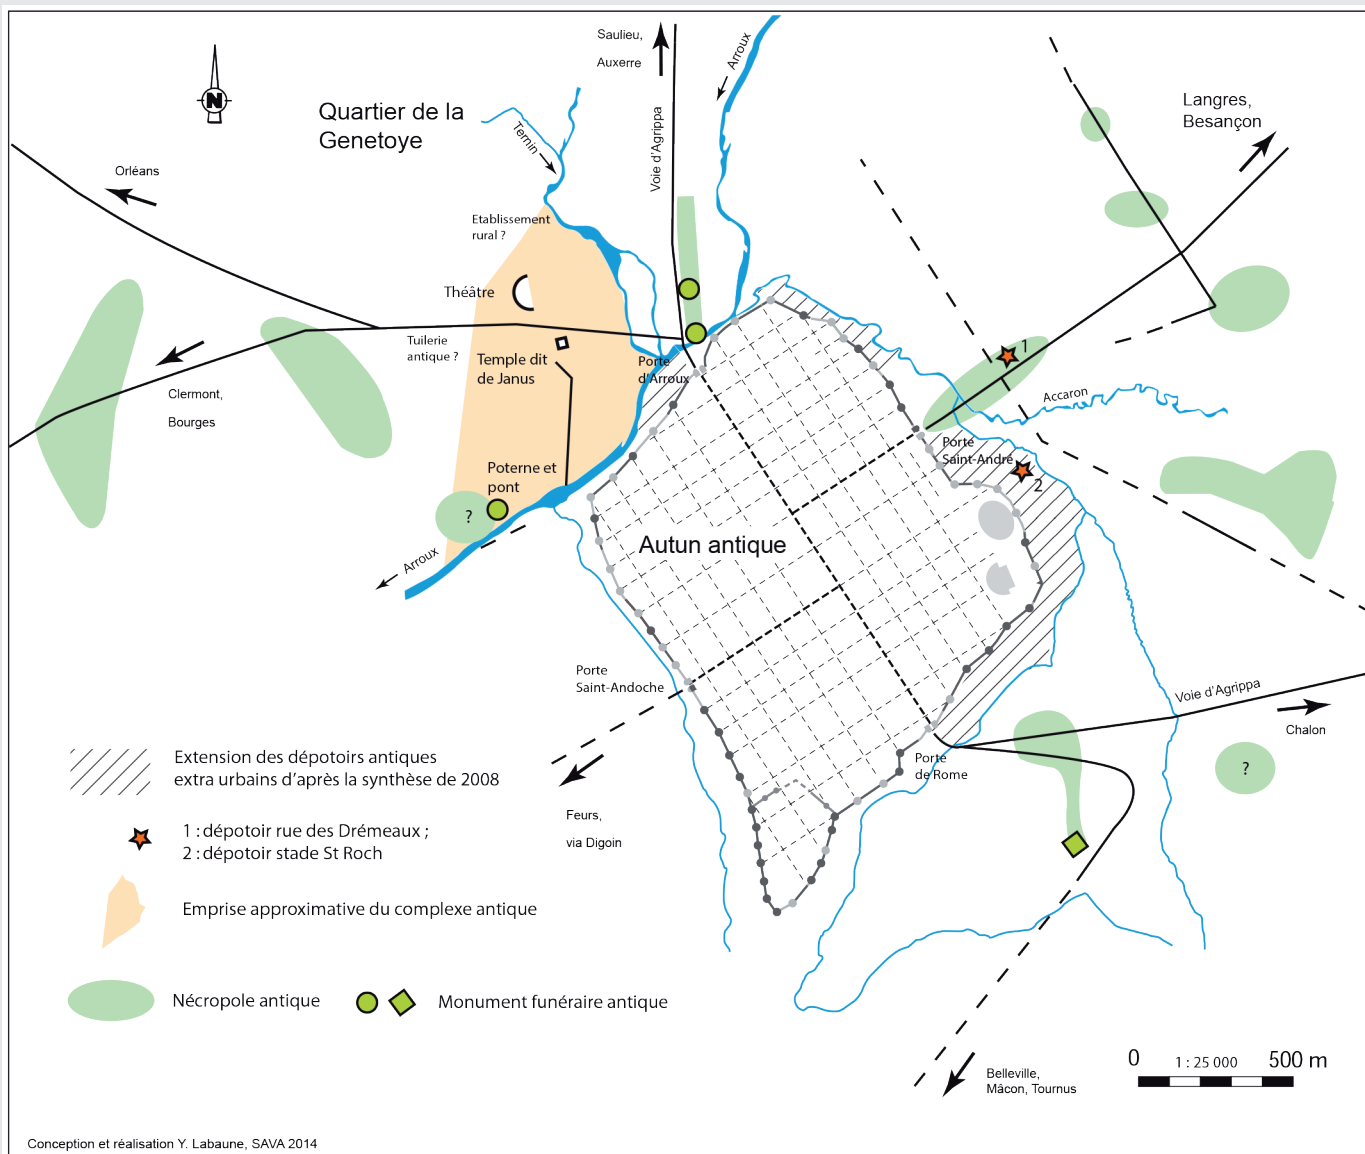 Saulieu,
Auxerre
Arroux
Voie d'Agrippa
N
Quartier de la
Genetoye
Ternin
Langres,
Besançon
Orléans
Etablissement
rural ?
Théâtre
Tuilerie
antique ?
Temple dit
de Janus
Porte
d'Arroux
1
Accaron
Clermont,
Bourges
Porte
Saint-André
2
Poterne et
pont
?
Arroux
Autun antique
Porte
Saint-Andoche
Voie d'Agrippa
Chalon
Porte
de Rome
?
Feurs,
via Digoin
Extension des dépotoirs antiques
extra urbains d'après la synthèse de 2008
1 : dépotoir rue des Drémeaux ;
2 : dépotoir stade St Roch
Emprise approximative du complexe antique
Nécropole antique
Monument funéraire antique
0
1 : 25 000
500 m
Belleville,
Mâcon, Tournus
Conception et réalisation Y. Labaune, SAVA 2014